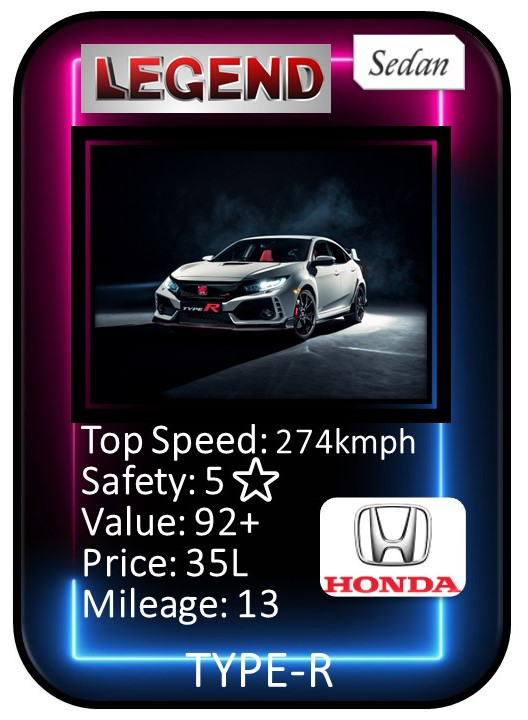 LEGEND
Sedan
TYPE R
Top Speed: 274kmph
Safety: 5
Value: 92+
Price: 35L
Mileage: 13
HONDA
TYPE-R